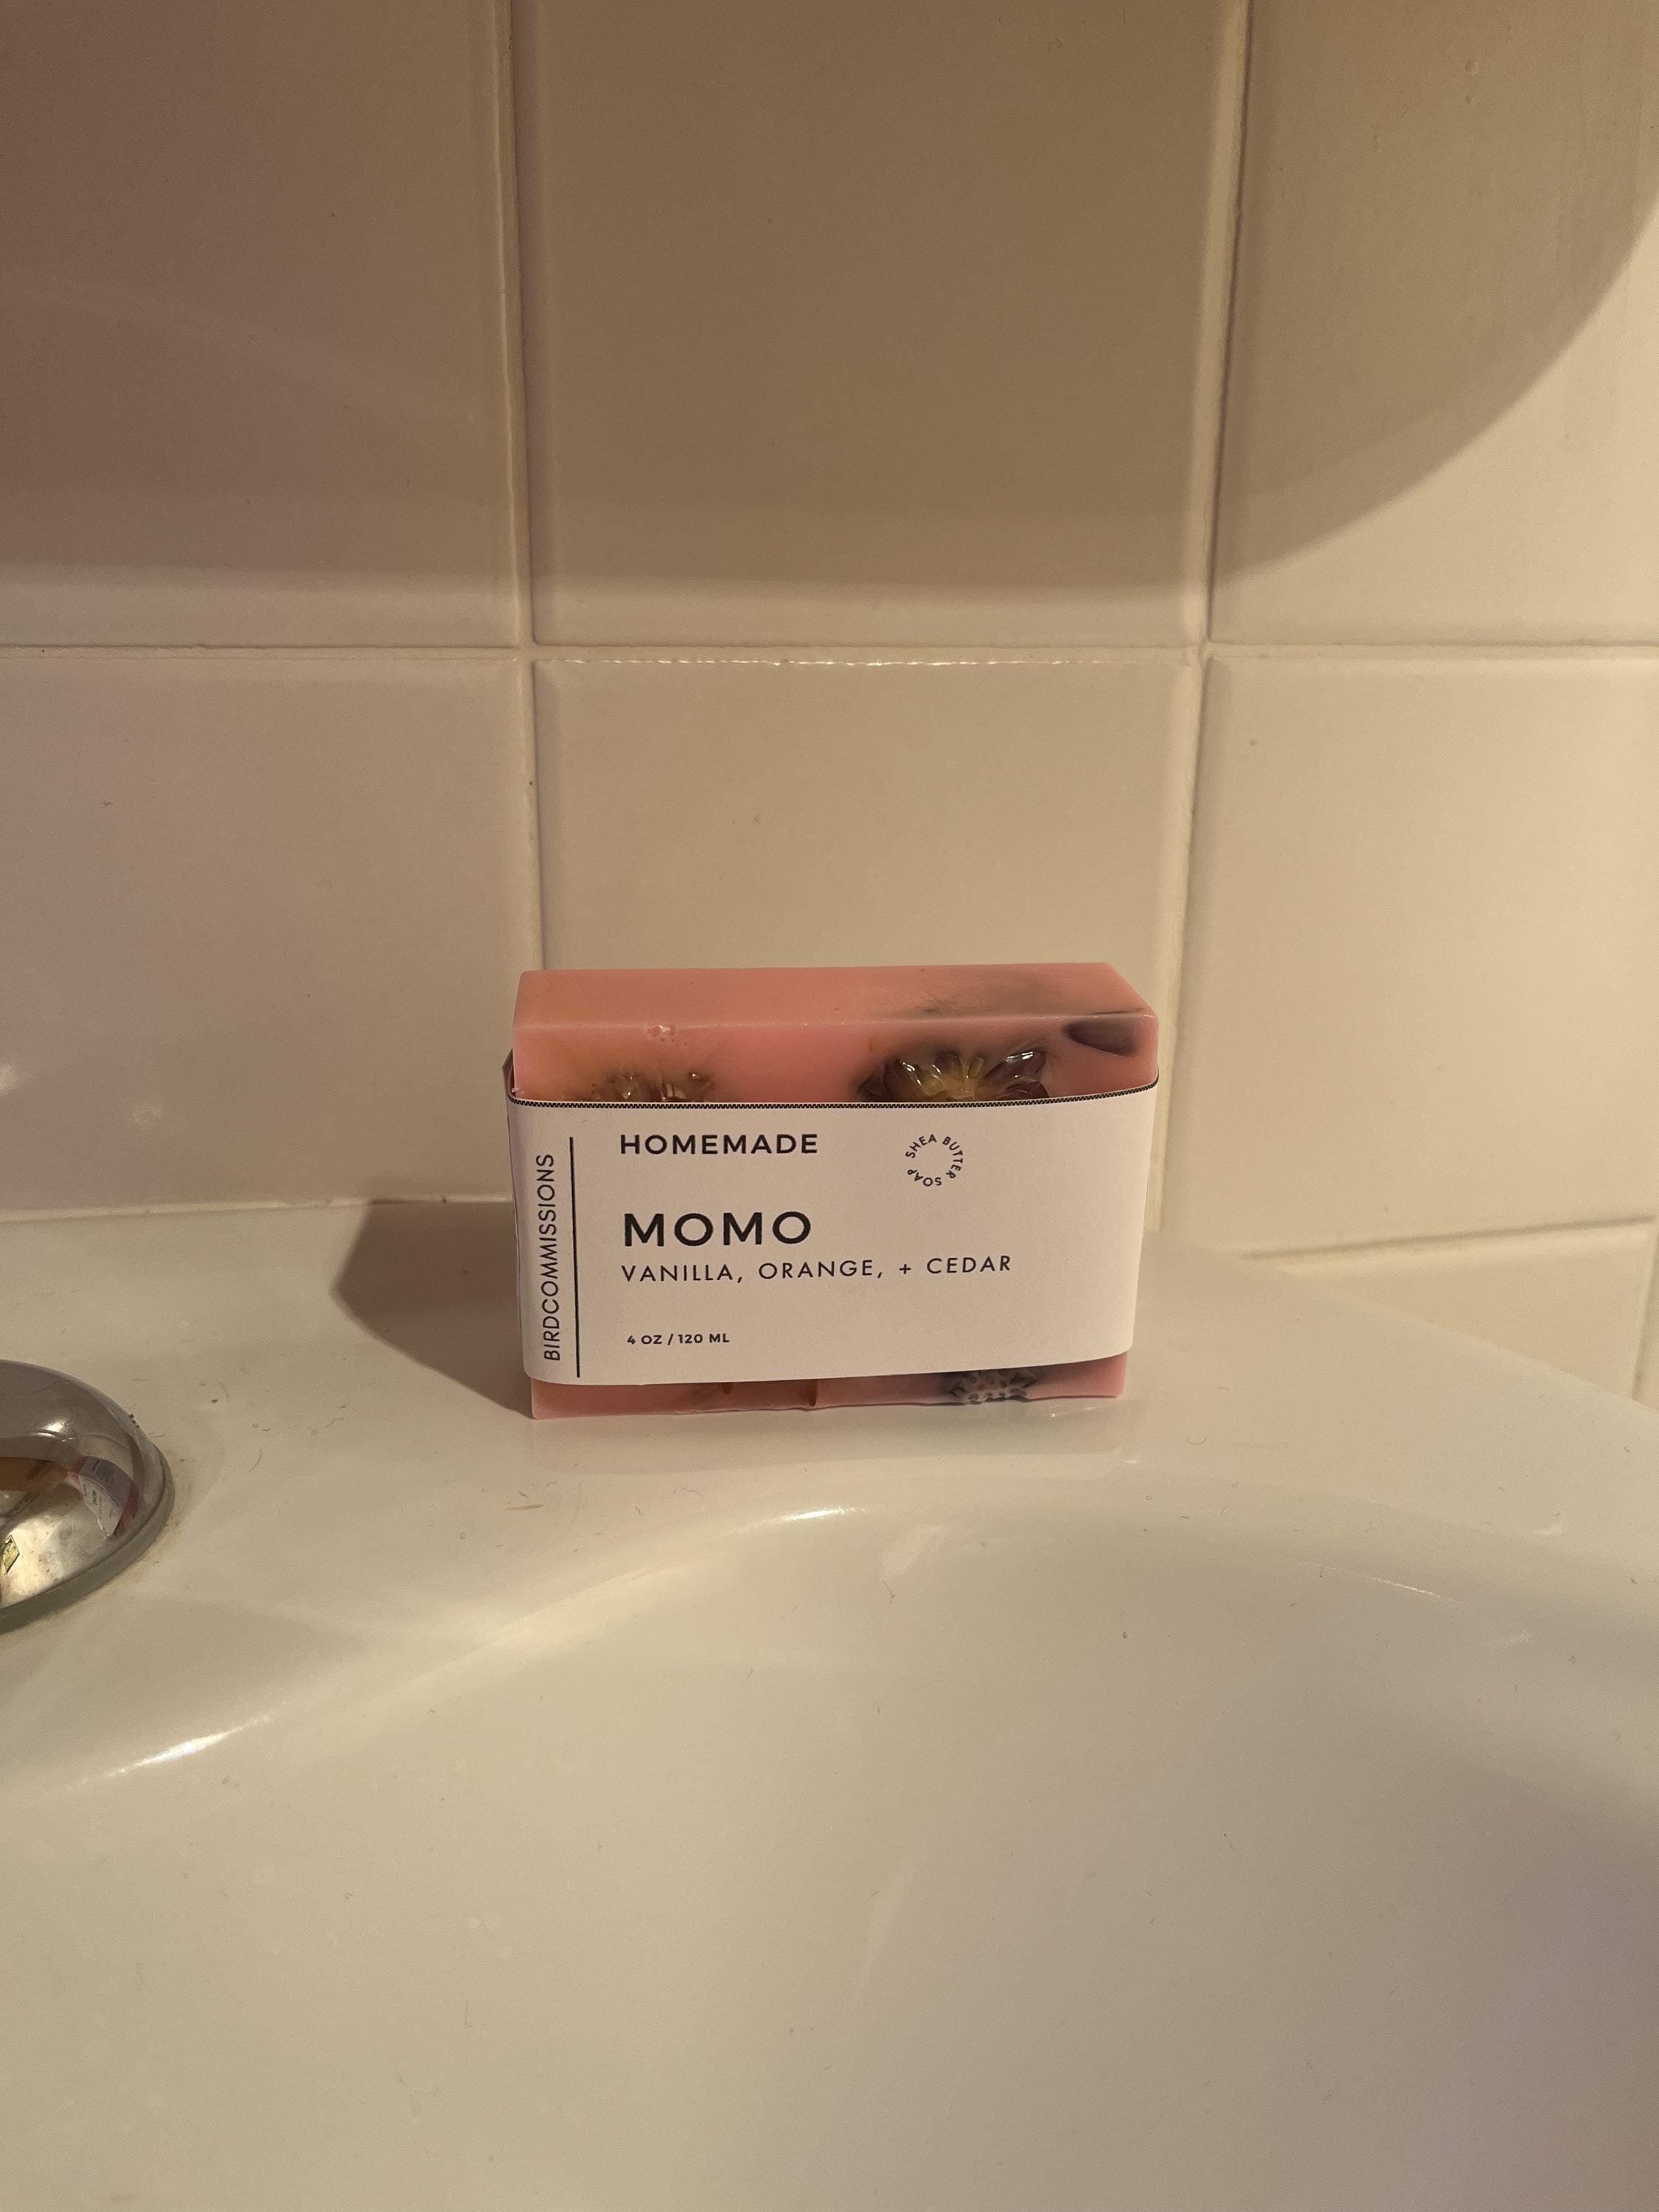 BIRDCOMMISSIONS
HOMEMADE
SHEA BUTTER SOAP
MOMO
VANILLA, ORANGE, + CEDAR
4 OZ / 120 ML